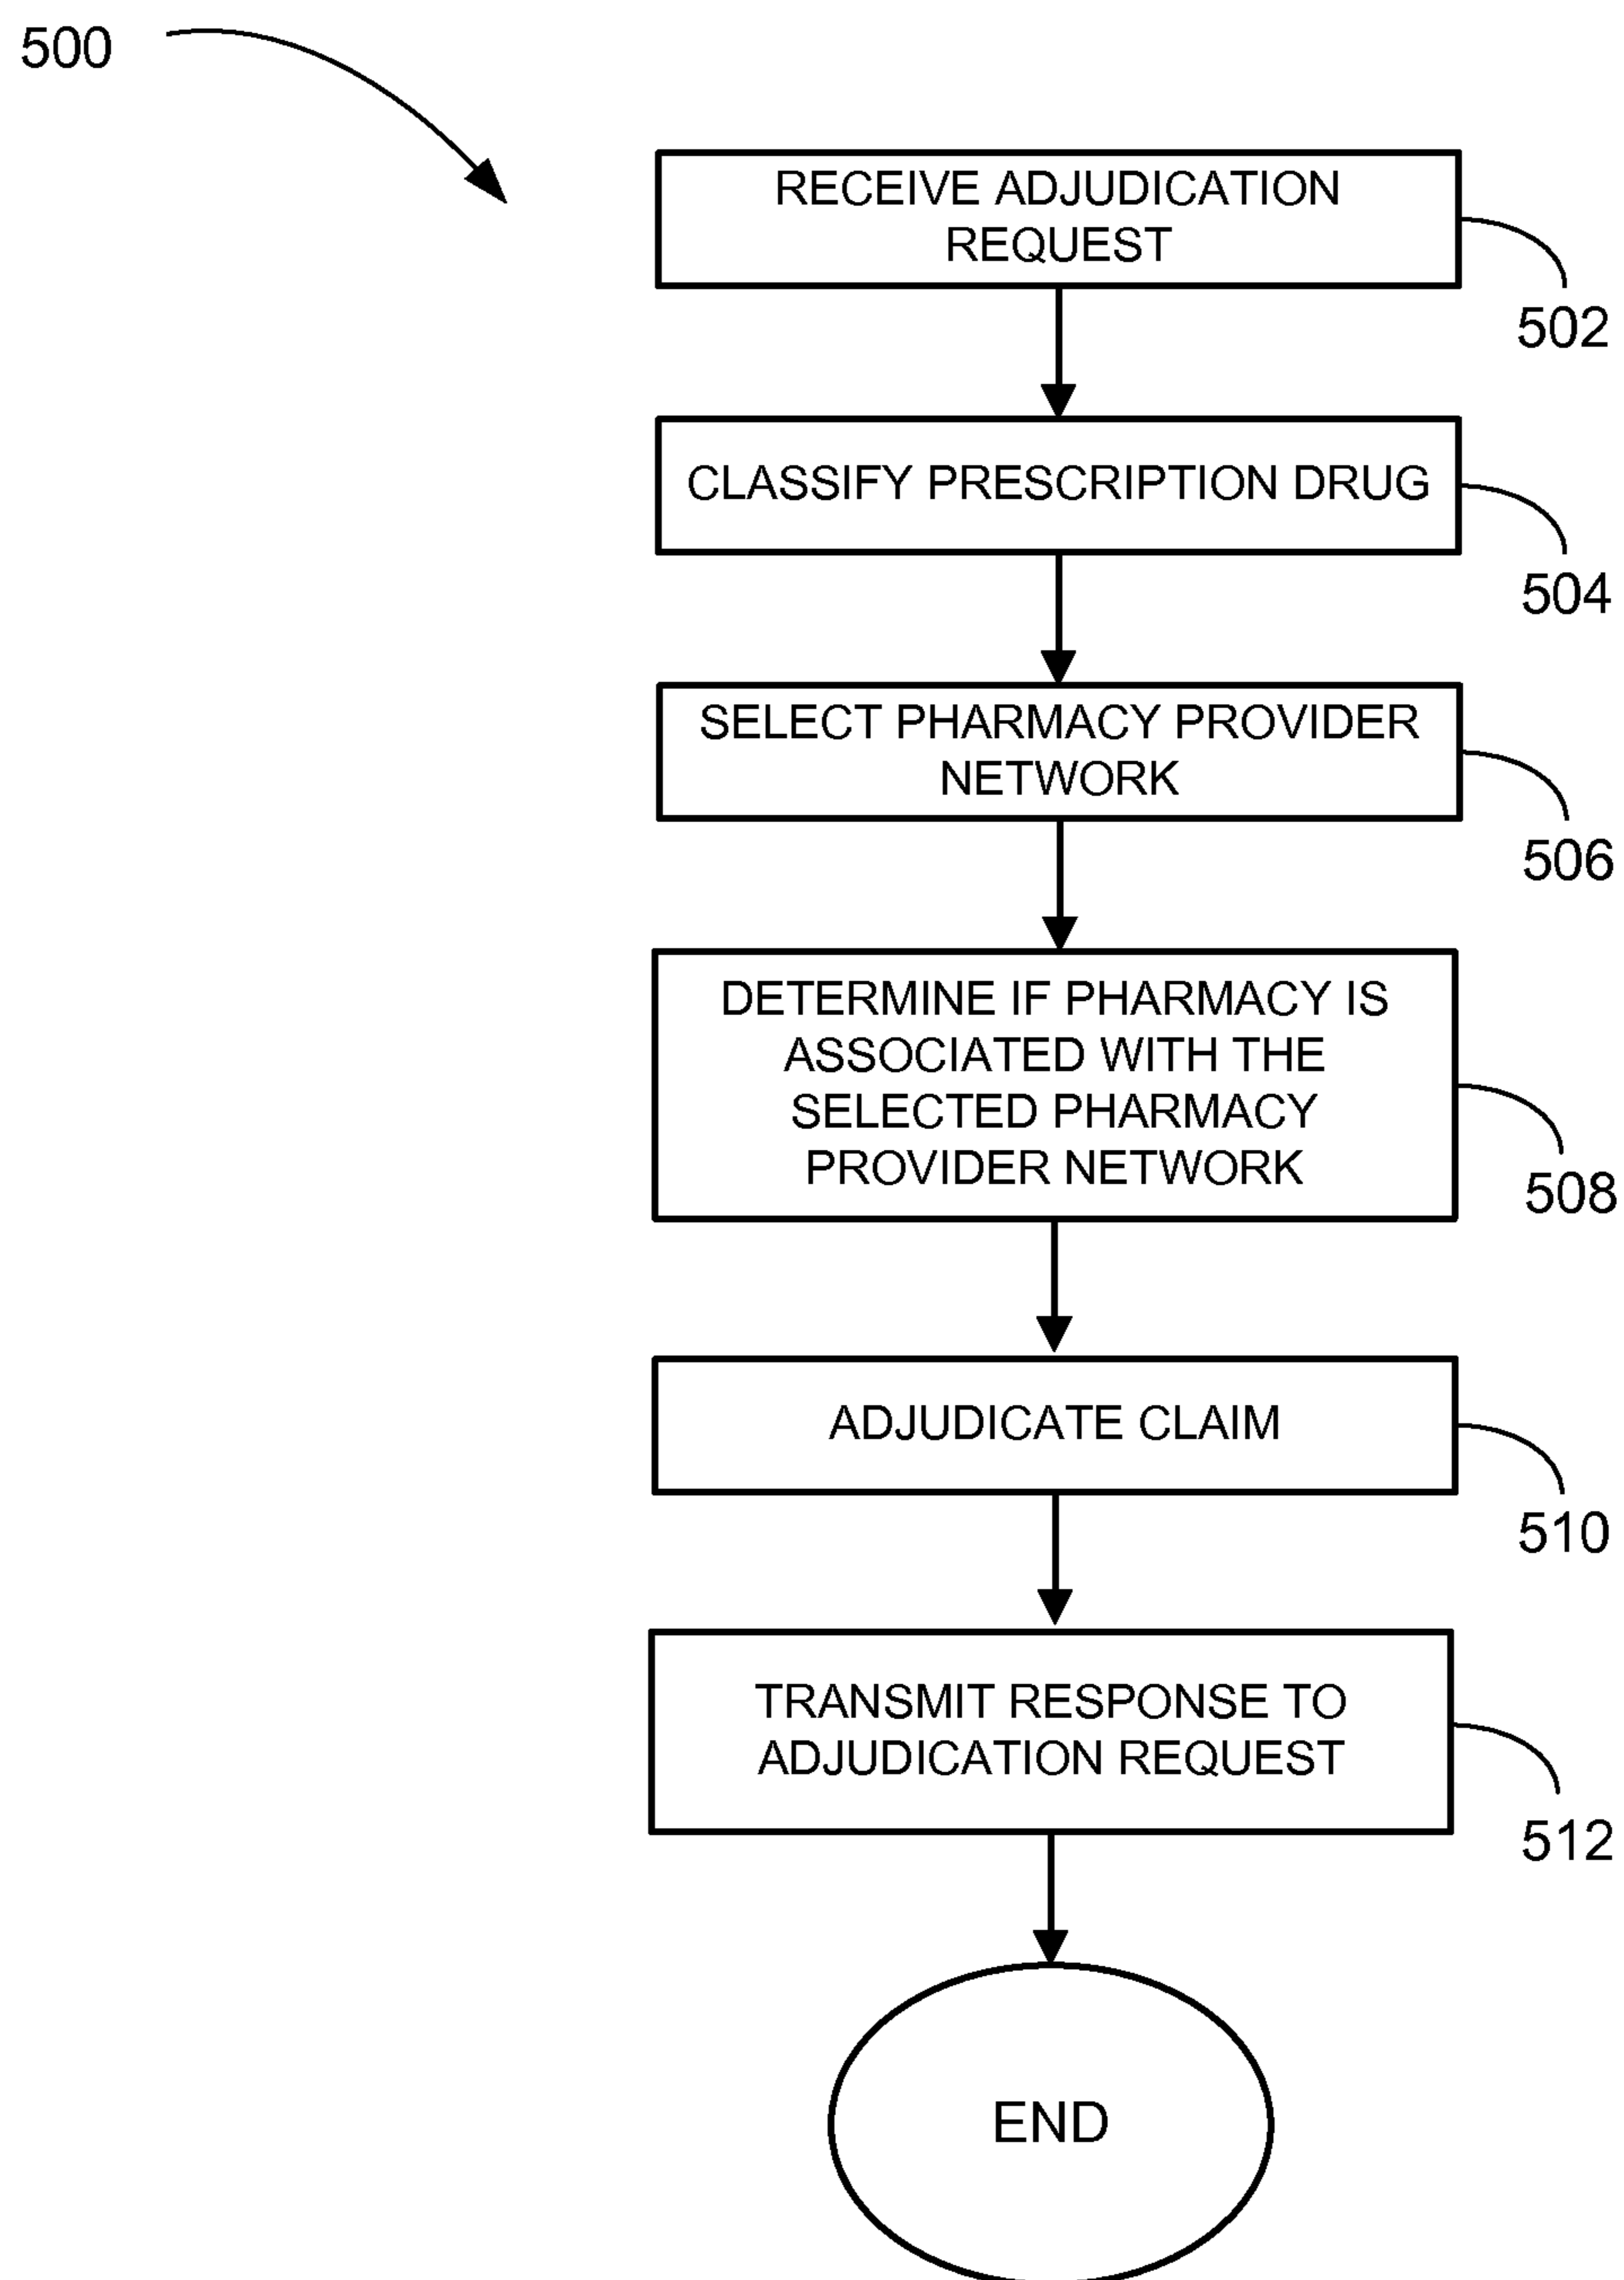 500
RECEIVE ADJUDICATION
REQUEST
502
CLASSIFY PRESCRIPTION DRUG
504
SELECT PHARMACY PROVIDER
NETWORK
506
DETERMINE IF PHARMACY IS
ASSOCIATED WITH THE
SELECTED PHARMACY
PROVIDER NETWORK
508
ADJUDICATE CLAIM
510
TRANSMIT RESPONSE TO
ADJUDICATION REQUEST
512
END